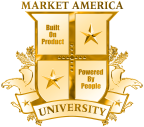 MARKET AMERICA
Built
On
Product
Powered
By
People
UNIVERSITY